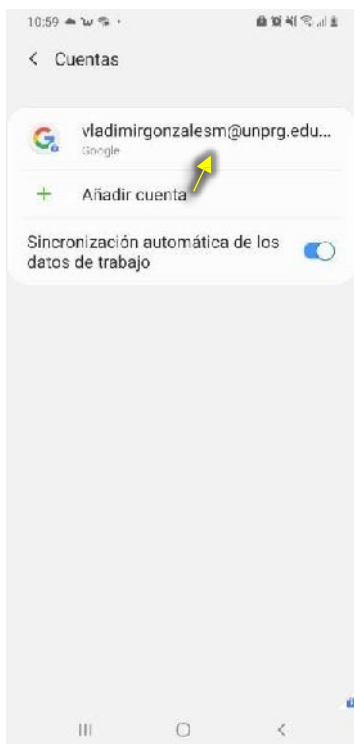 10:59
Cuentas
vladimirgonzalesm@unprg.edu...
Google
Añadir cuenta
Sincronización automática de los
datos de trabajo